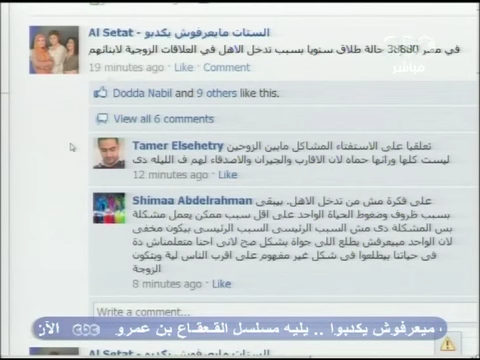 Al Setat - الستات مايعرفوش يكدبو
في مصر 38880 حالة طلاق سنويا بسبب تدخل الاهل في العلاقات الزوجية لابنائهم
19 minutes ago · Like · Comment
CBC
مباشر
Dodda Nabil and 9 others like this.
View all 6 comments
Tamer Elsehetry تعلقيا على الاستفتاء المشاكل مابين الزوجين
ليست كلها وراتها حماه لان الاقارب والجيران والاصدقاء لهم ف الليله دى
12 minutes ago · Like
Shimaa Abdelrahman على فكرة مش من تدخل الاهل. بيبقى
بسبب ظروف وضغوط الحياة الواحد على اقل سبب ممكن يعمل مشكلة
بس المشكلة دى مش السبب الرئيسى السبب الرئيسى بيكون مخفى
لان الواحد مبيعرفش يطلع اللى جواة بشكل صح لانى احنا متعلمناش دة
فى حياتنا بيطلعوا فى شكل غير مفهوم على اقرب الناس لية وبتكون
الزوجة
8 minutes ago · Like
Write a comment...
ميعرفوش يكدبوا .. يليه مسلسل القعقاع بن عمرو
cbc الآن
Al Setat - الستات مايعرفوش يكدبو